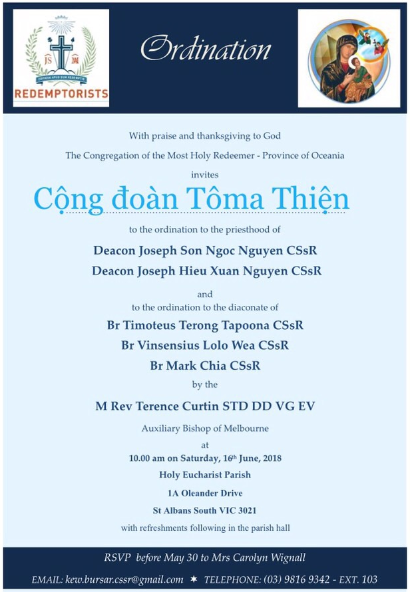 Ordination
REDEMPTORISTS
With praise and thanksgiving to God
The Congregation of the Most Holy Redeemer - Province of Oceania
invites
Cộng đoàn Tôma Thiện
to the ordination to the priesthood of
Deacon Joseph Son Ngoc Nguyen CSsR
Deacon Joseph Hieu Xuan Nguyen CSsR
and
to the ordination to the diaconate of
Br Timoteus Terong Tapoona CSsR
Br Vinsensius Lolo Wea CSsR
Br Mark Chia CSsR
by the
M Rev Terence Curtin STD DD VG EV
Auxiliary Bishop of Melbourne
at
10.00 am on Saturday, 16th June, 2018
Holy Eucharist Parish
1A Oleander Drive
St Albans South VIC 3021
with refreshments following in the parish hall
RSVP before May 30 to Mrs Carolyn Wignall
EMAIL: kew.bursar.cssr@gmail.com ✶ TELEPHONE: (03) 9816 9342 - EXT. 103